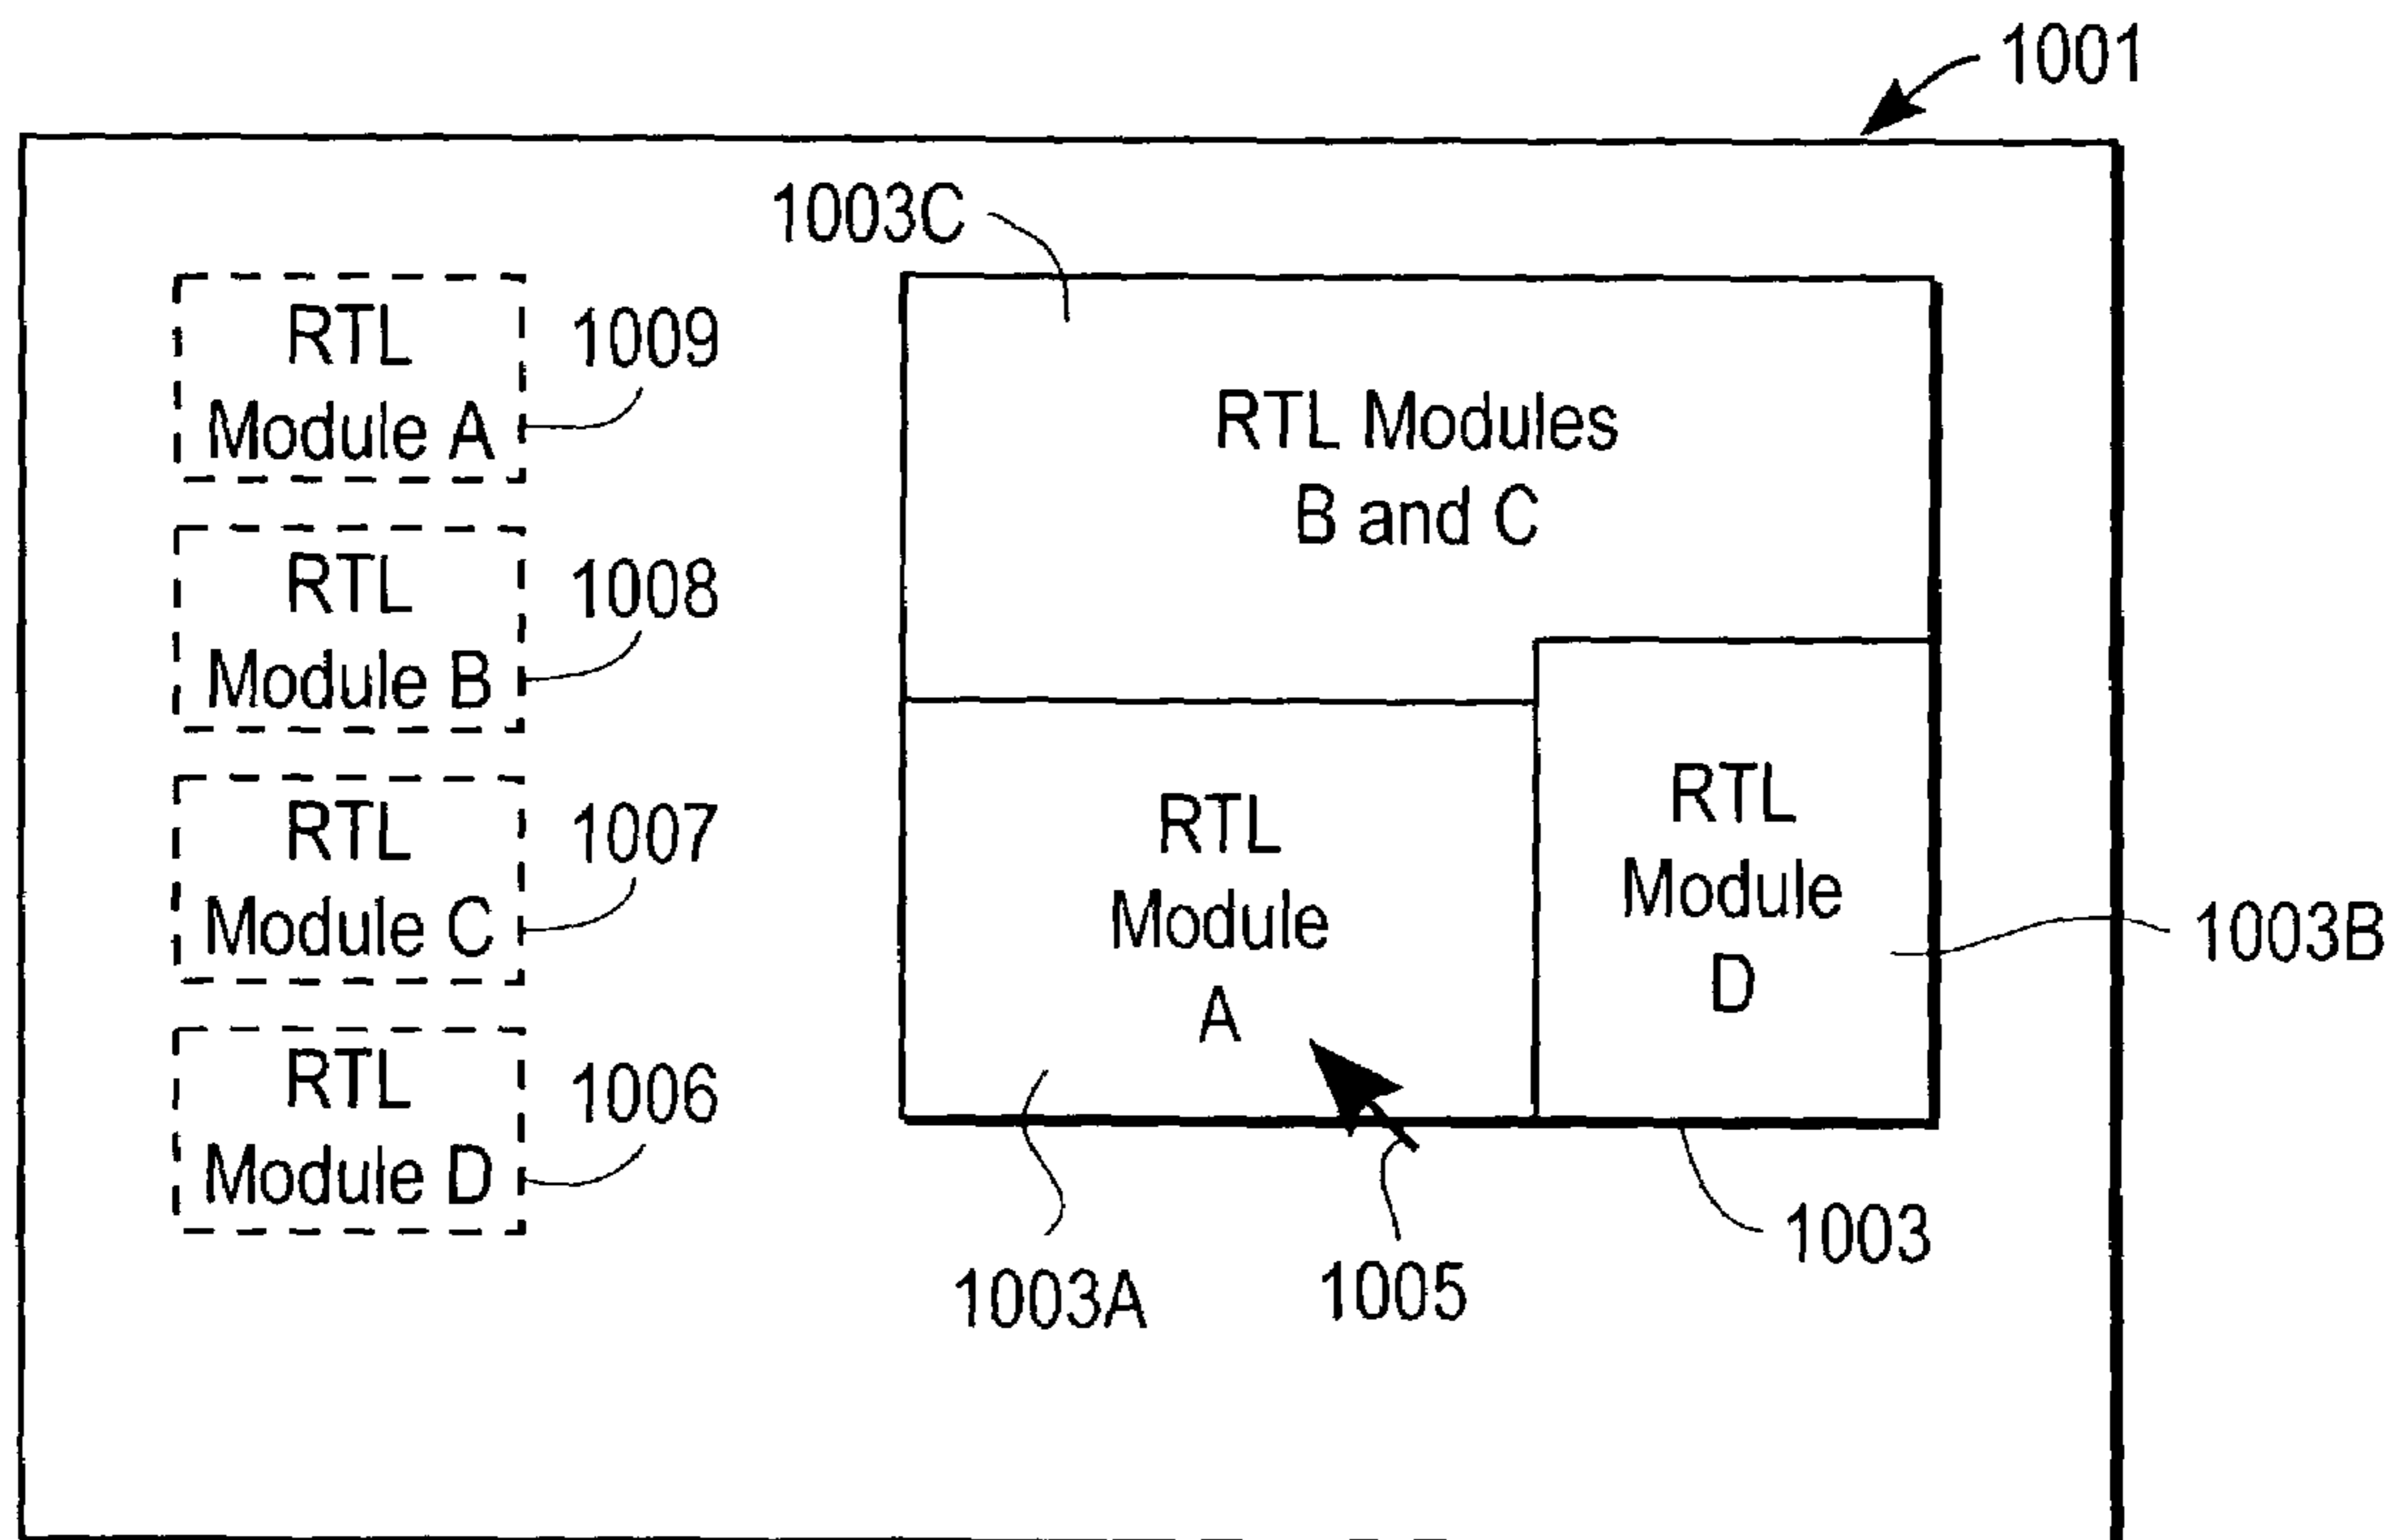 1001
1003C
RTL
Module A
1009
RTL
Module B
1008
RTL
Module C
1007
RTL
Module D
1006
RTL Modules
B and C
RTL
Module
A
RTL
Module
D
1003B
1003A
1005
1003